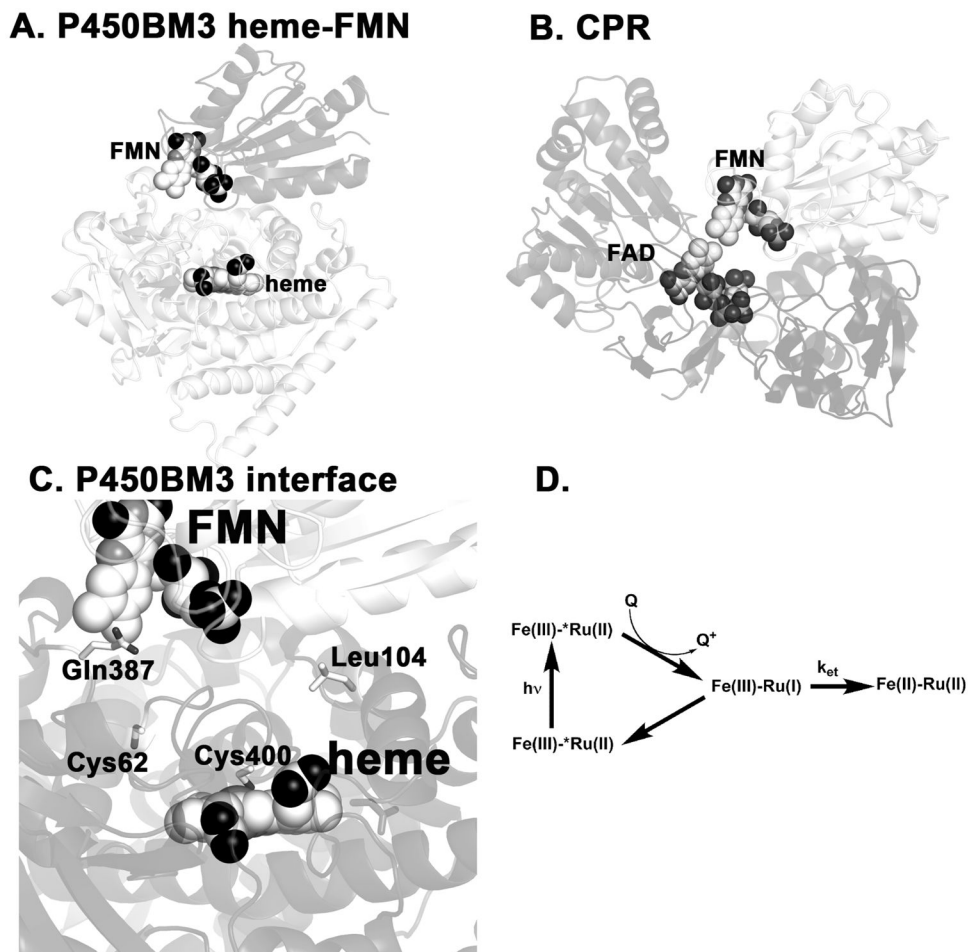 A. P450BM3 heme-FMN
FMN
heme
B. CPR
FMN
FAD
C. P450BM3 interface
FMN
Gln387
Leu104
Cys62
Cys400
heme
D.
Q
Fe(III)-*Ru(II)
Q+
hν
Fe(III)-Ru(I)
ket
Fe(II)-Ru(II)
Fe(III)-*Ru(II)